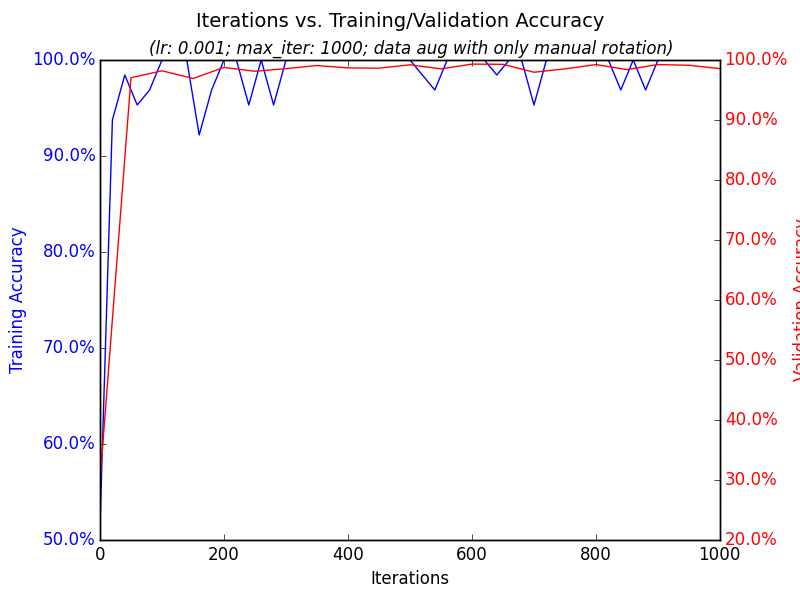 Iterations vs. Training/Validation Accuracy
(lr: 0.001; max_iter: 1000; data aug with only manual rotation)
100.0%
90.0%
80.0%
70.0%
60.0%
50.0%
Training Accuracy
100.0%
90.0%
80.0%
70.0%
60.0%
50.0%
40.0%
30.0%
20.0%
Validation Accuracy
0 200 400 600 800 1000
Iterations